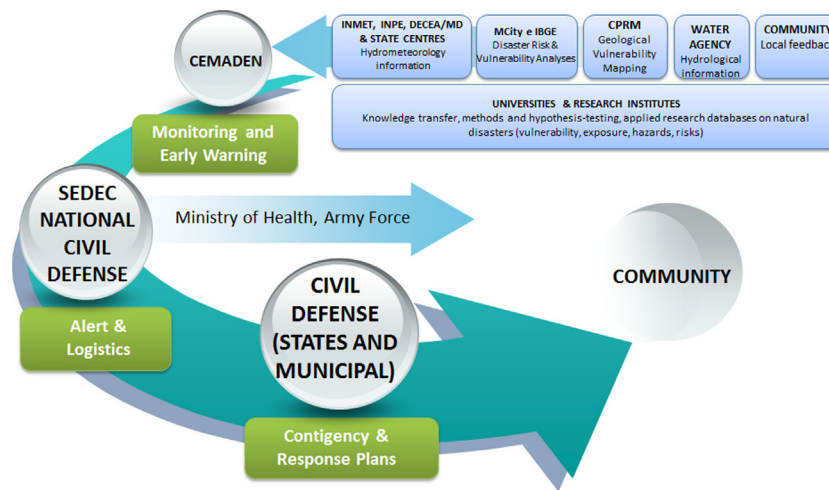 INMET, INPE, DECEA/MD
& STATE CENTRES
Hydrometeorology
information
MCity e IBGE
Disaster Risk &
Vulnerability Analyses
CPRM
Geological
Vulnerability
Mapping
WATER
AGENCY
Hydrological
information
COMMUNITY
Local feedback
CEMADEN
UNIVERSITIES & RESEARCH INSTITUTES
Knowledge transfer, methods and hypothesis-testing, applied research databases on natural
disasters (vulnerability, exposure, hazards, risks)
Monitoring and
Early Warning
SEDEC
NATIONAL
CIVIL
DEFENSE
Ministry of Health, Army Force
COMMUNITY
CIVIL
DEFENSE
(STATES AND
MUNICIPAL)
Alert &
Logistics
Contigency &
Response Plans